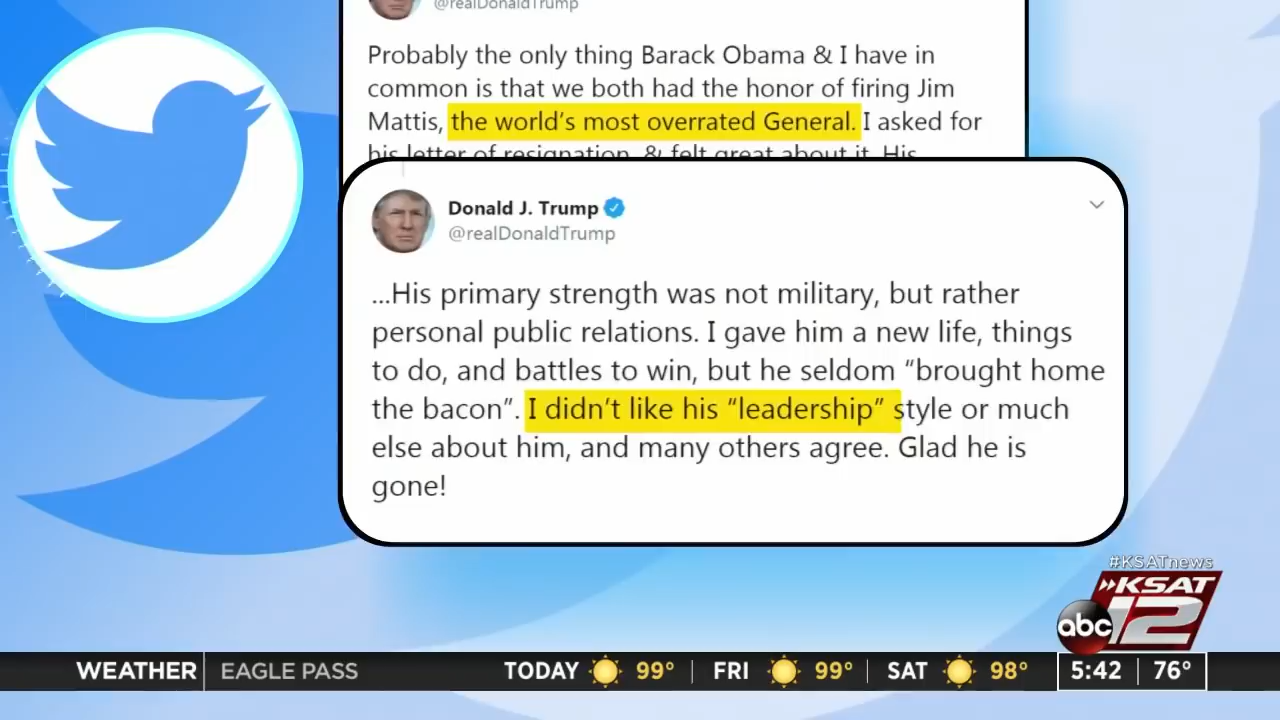 @realDonaldTrump
Probably the only thing Barack Obama & I have in
common is that we both had the honor of firing Jim
Mattis, the world's most overrated General. I asked for
his letter of resignation, & felt great about it. His
Donald J. Trump
@realDonaldTrump
...His primary strength was not military, but rather
personal public relations. I gave him a new life, things
to do, and battles to win, but he seldom “brought home
the bacon”. I didn't like his “leadership” style or much
else about him, and many others agree. Glad he is
gone!
#KSATnews
KSAT
abc 12
WEATHER EAGLE PASS TODAY 99° FRI 99° SAT 98° 5:42 76°